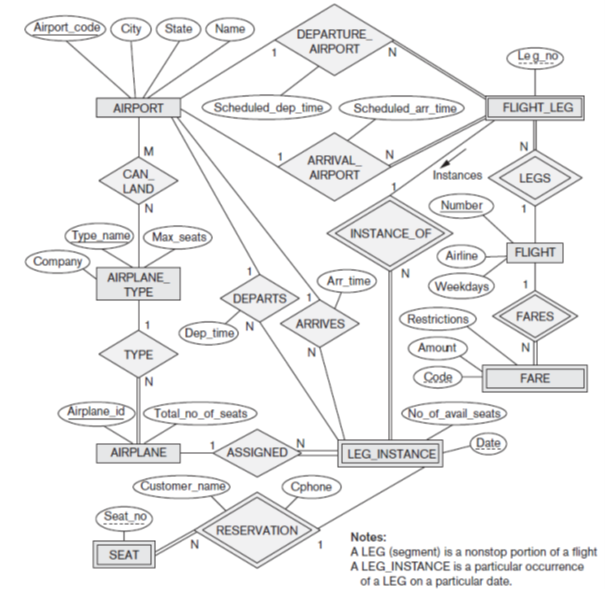 Airport_code
City
State
Name
DEPARTURE_
AIRPORT
1
N
Leg_no
AIRPORT
Scheduled_dep_time
Scheduled_arr_time
FLIGHT_LEG
M
1
ARRIVAL_
AIRPORT
N
N
CAN_
LAND
Instances
LEGS
N
1
Number
1
Type_name
Max_seats
INSTANCE_OF
Company
Airline
FLIGHT
AIRPLANE_
TYPE
1
N
Arr_time
Weekdays
1
DEPARTS
1
Restrictions
FARES
1
Dep_time
N
ARRIVES
TYPE
N
Amount
N
N
Code
FARE
Airplane_id
Total_no_of_seats
No_of_avail_seats
AIRPLANE
1
ASSIGNED
N
LEG_INSTANCE
Date
Customer_name
Cphone
Seat_no
RESERVATION
SEAT
N
1
Notes:
A LEG (segment) is a nonstop portion of a flight
A LEG_INSTANCE is a particular occurrence
of a LEG on a particular date.